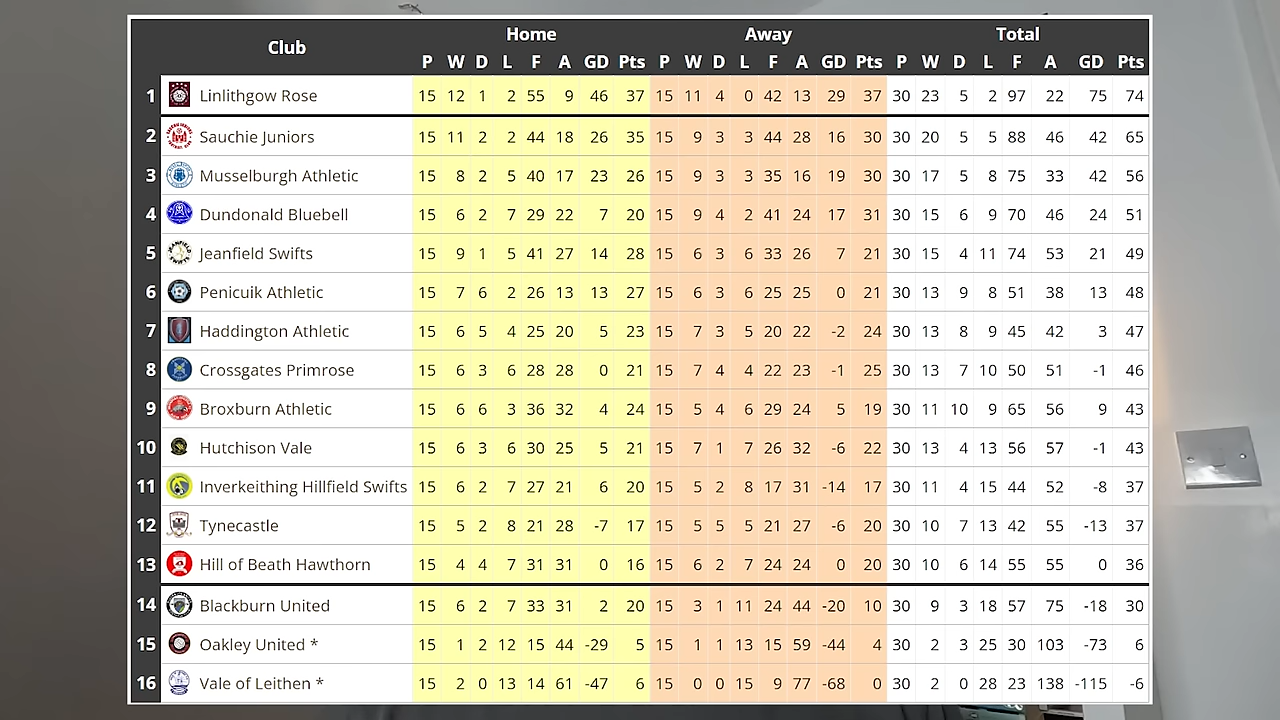 Club Home Away Total
P W D L F A GD Pts P W D L F A GD Pts P W D L F A GD Pts
1 Linlithgow Rose 15 12 1 2 55 9 46 37 15 11 4 0 42 13 29 37 30 23 5 2 97 22 75 74
2 Sauchie Juniors 15 11 2 2 44 18 26 35 15 9 3 3 44 28 16 30 30 20 5 5 88 46 42 65
3 Musselburgh Athletic 15 8 2 5 40 17 23 26 15 9 3 3 35 16 19 30 30 17 5 8 75 33 42 56
4 Dundonald Bluebell 15 6 2 7 29 22 7 20 15 9 4 2 41 24 17 31 30 15 6 9 70 46 24 51
5 Jeanfield Swifts 15 9 1 5 41 27 14 28 15 6 3 6 33 26 7 21 30 15 4 11 74 53 21 49
6 Penicuik Athletic 15 7 6 2 26 13 13 27 15 6 3 6 25 25 0 21 30 13 9 8 51 38 13 48
7 Haddington Athletic 15 6 5 4 25 20 5 23 15 7 3 5 20 22 -2 24 30 13 8 9 45 42 3 47
8 Crossgates Primrose 15 6 3 6 28 28 0 21 15 7 4 4 22 23 -1 25 30 13 7 10 50 51 -1 46
9 Broxburn Athletic 15 6 6 3 36 32 4 24 15 5 4 6 29 24 5 19 30 11 10 9 65 56 9 43
10 Hutchison Vale 15 6 3 6 30 25 5 21 15 7 1 7 26 32 -6 22 30 13 4 13 56 57 -1 43
11 Inverkeithing Hillfield Swifts 15 6 2 7 27 21 6 20 15 5 2 8 17 31 -14 17 30 11 4 15 44 52 -8 37
12 Tynecastle 15 5 2 8 21 28 -7 17 15 5 5 5 21 27 -6 20 30 10 7 13 42 55 -13 37
13 Hill of Beath Hawthorn 15 4 4 7 31 31 0 16 15 6 2 7 24 24 0 20 30 10 6 14 55 55 0 36
14 Blackburn United 15 6 2 7 33 31 2 20 15 3 1 11 24 44 -20 10 30 9 3 18 57 75 -18 30
15 Oakley United * 15 1 2 12 15 44 -29 5 15 1 1 13 15 59 -44 4 30 2 3 25 30 103 -73 6
16 Vale of Leithen * 15 2 0 13 14 61 -47 6 15 0 0 15 9 77 -68 0 30 2 0 28 23 138 -115 -6